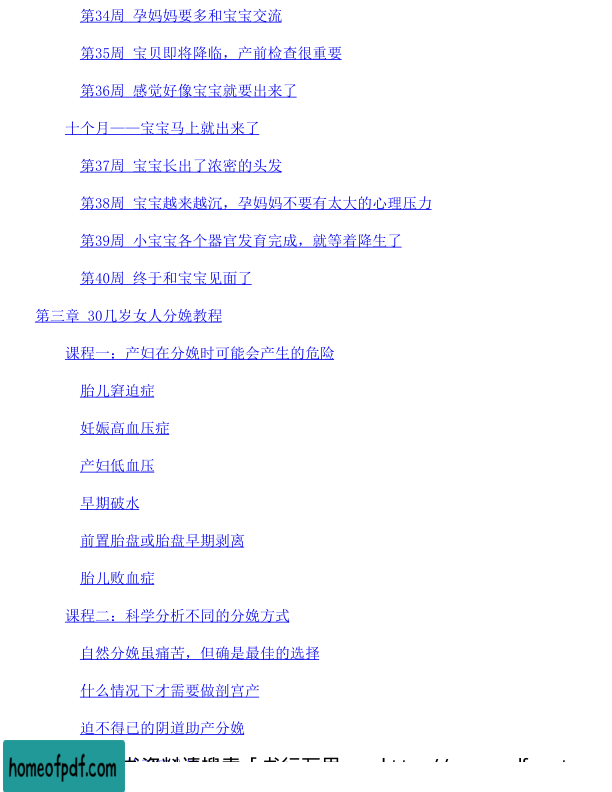 第34周 孕妈妈要多和宝宝交流
第35周 宝贝即将降临，产前检查很重要
第36周 感觉好像宝宝就要出来了
十个月——宝宝马上就出来了
第37周 宝宝长出了浓密的头发
第38周 宝宝越来越沉，孕妈妈不要有太大的心理压力
第39周 小宝宝各个器官发育完成，就等着降生了
第40周 终于和宝宝见面了
第三章 30几岁女人分娩教程
课程一：产妇在分娩时可能会产生的危险
胎儿窘迫症
妊娠高血压症
产妇低血压
早期破水
前置胎盘或胎盘早期剥离
胎儿败血症
课程二：科学分析不同的分娩方式
自然分娩虽痛苦，但确是最佳的选择
什么情况下才需要做剖宫产
迫不得已的阴道助产分娩
homeofpdf.com